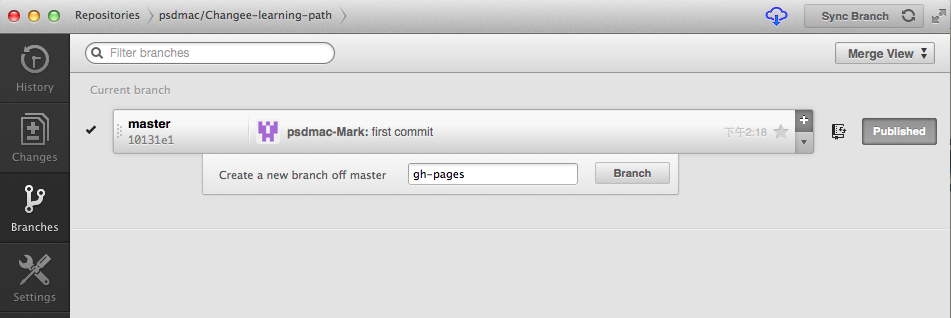 Repositories psdmac/Changee-learning-path Sync Branch
Filter branches Merge View
History
Current branch
master
10131e1
psdmac-Mark: first commit 下午2:18 Published
Changes
Create a new branch off master gh-pages Branch
Branches
Settings